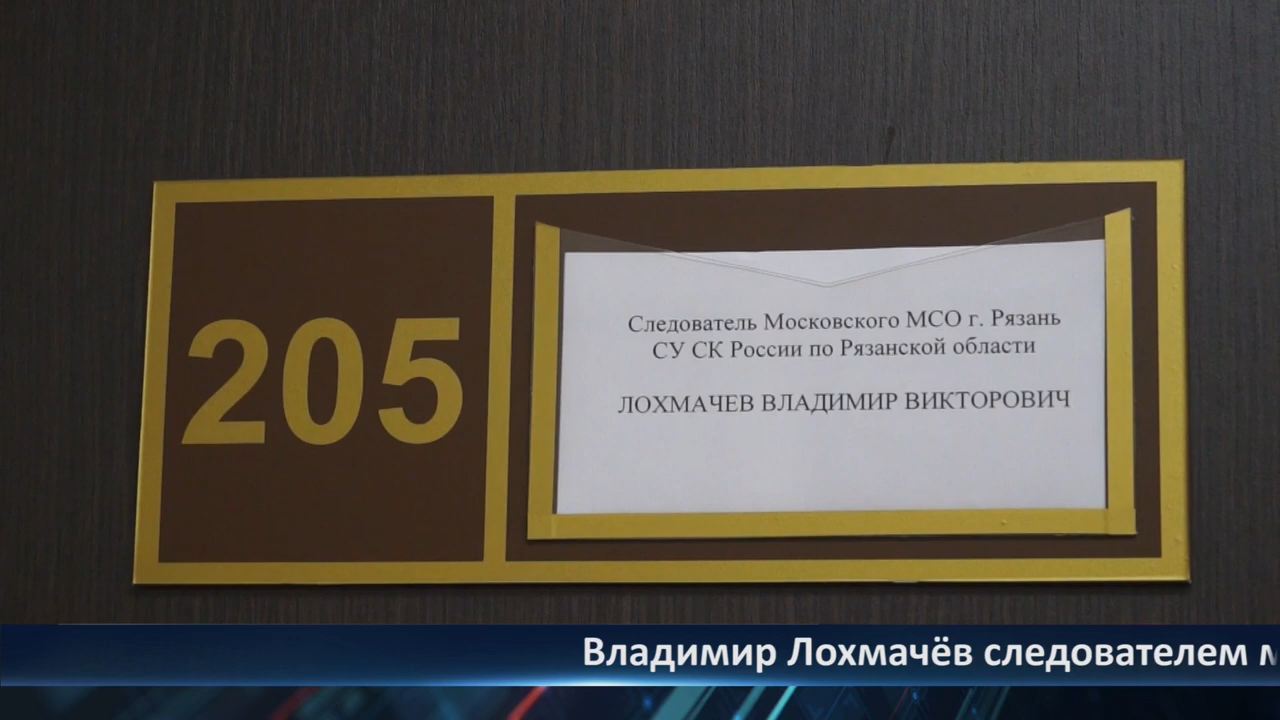 205
Следователь Московского МСО г. Рязань
СУ СК России по Рязанской области
ЛОХМАЧЕВ ВЛАДИМИР ВИКТОРОВИЧ
Владимир Лохмачёв следователем